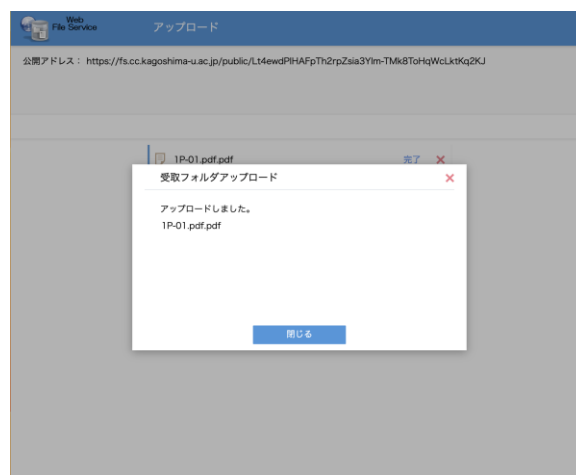 Web
File Service
アップロード
公開アドレス： https://fs.cc.kagoshima-u.ac.jp/public/Lt4ewdPlHAFpTh2rpZsia3Ylm-TMk8ToHqWcLktKq2KJ
1P-01.pdf.pdf 完了
受取フォルダアップロード
アップロードしました。
1P-01.pdf.pdf
閉じる